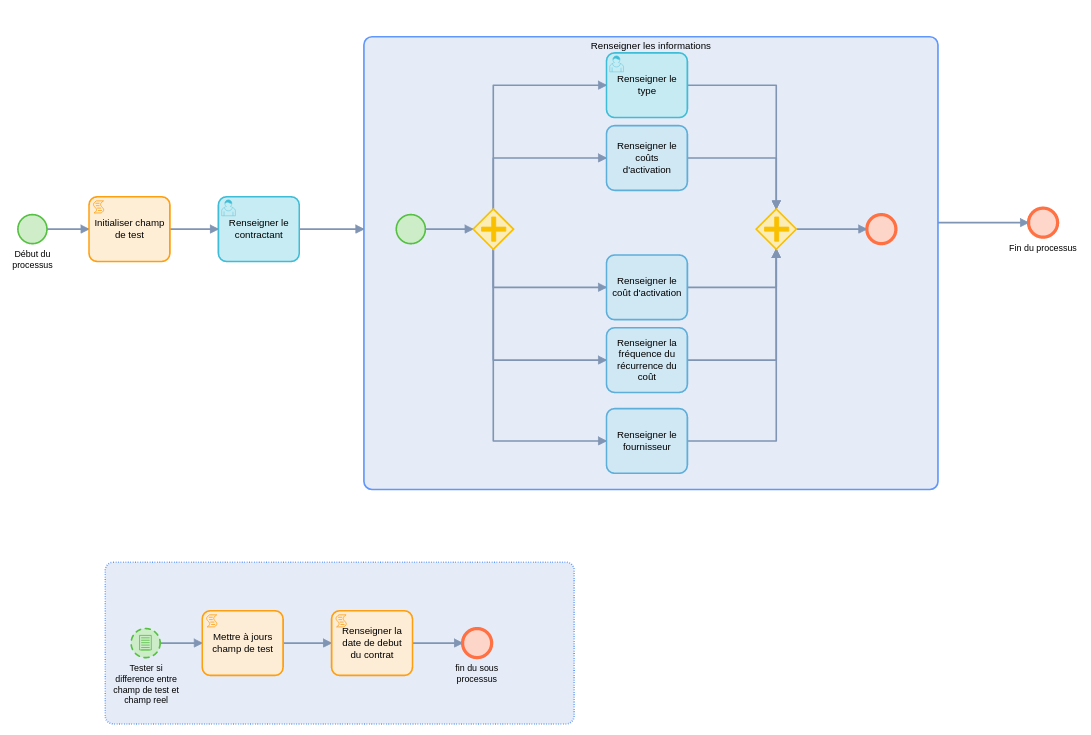 Renseigner les informations
Renseigner le
type
Renseigner le
coûts
d'activation
Début du
processus
Initialiser champ
de test
Renseigner le
contractant
Fin du processus
Renseigner le
coût d'activation
Renseigner la
fréquence du
récurrence du
coût
Renseigner le
fournisseur
Tester si
difference entre
champ de test et
champ reel
Mettre à jours
champ de test
Renseigner la
date de debut
du contrat
fin du sous
processus